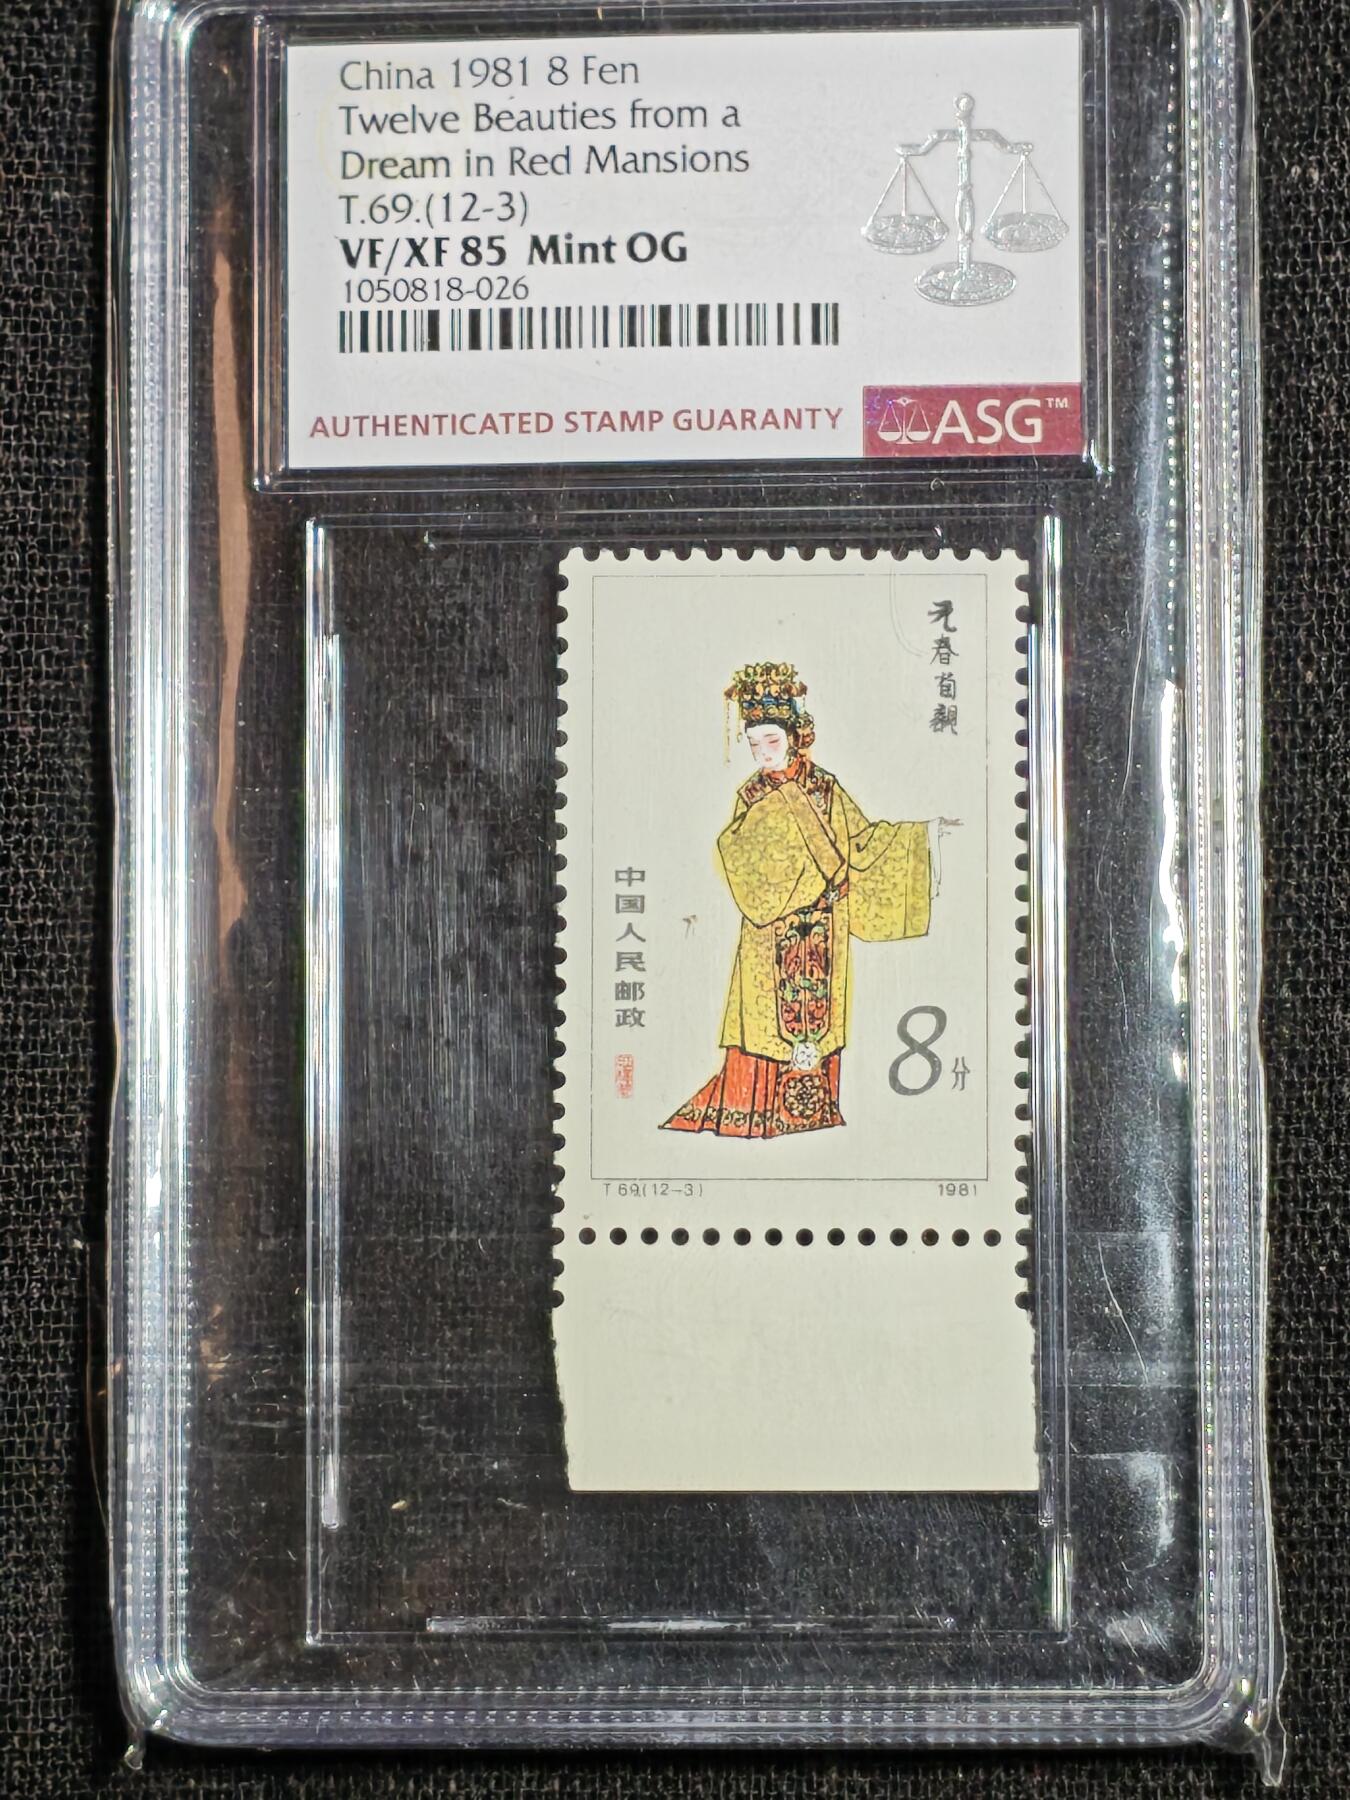 China 1981 8 Fen
Twelve Beauties from a
Dream in Red Mansions
T.69.(12-3)
VF/XF 85 Mint OG
1050818-026
AUTHENTICATED STAMP GUARANTY
ASG™
元春省親
中国人民邮政
8分
T 69.(12-3)
1981